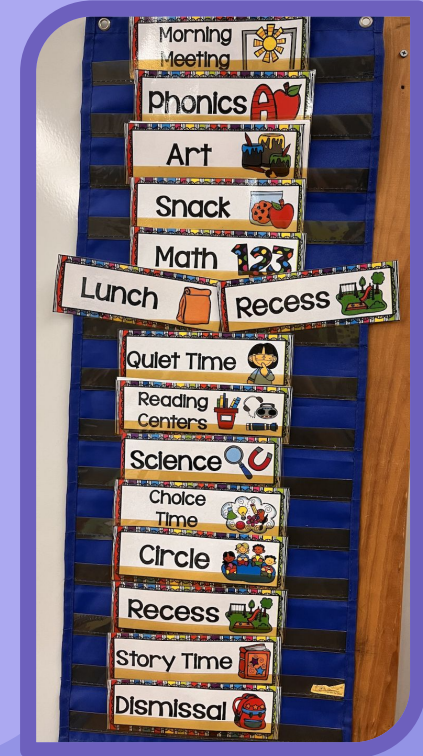 Morning
Meeting
Phonics
Art
Snack
Math 123
Lunch
Recess
Quiet Time
Reading
Centers
Science
Choice
Time
Circle
Recess
Story Time
Dismissal